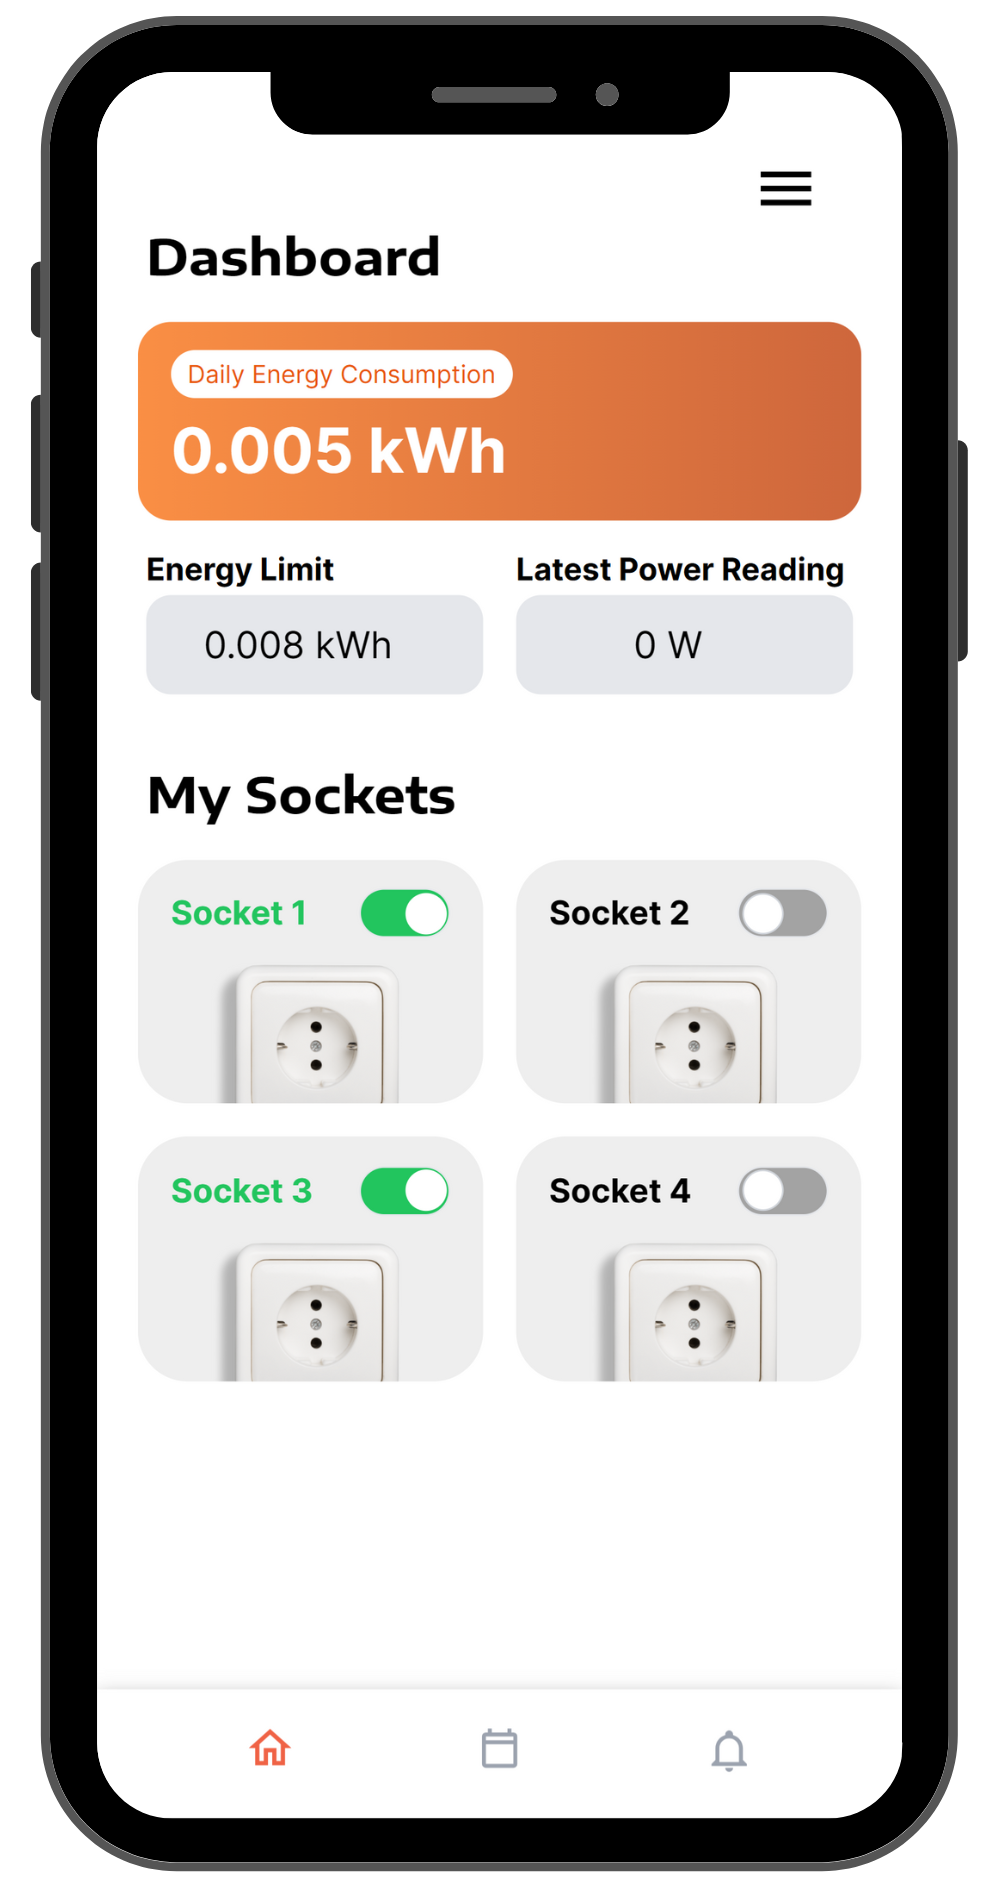 Dashboard
Daily Energy Consumption
0.005 kWh
Energy Limit
Latest Power Reading
0.008 kWh
0 W
My Sockets
Socket 1
Socket 2
Socket 3
Socket 4